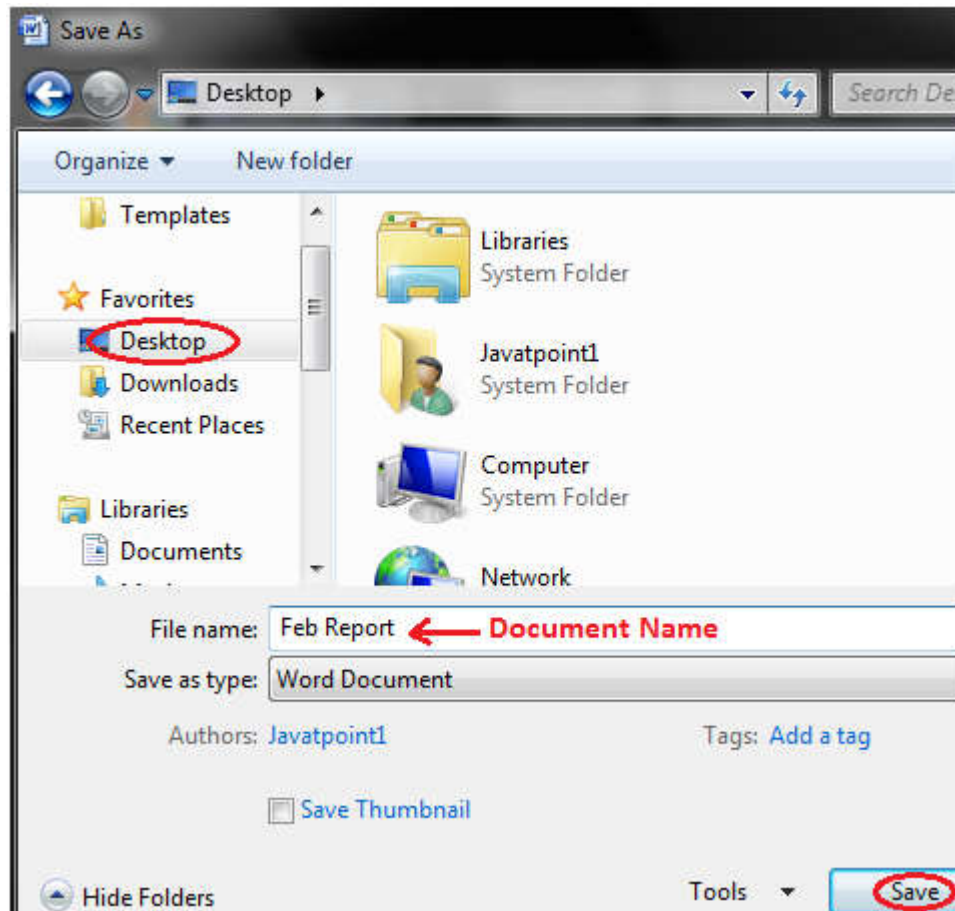 Save As
Desktop
Search De
Organize
New folder
Templates
Favorites
Desktop
Downloads
Recent Places
Libraries
Documents
Libraries
System Folder
Javatpoint1
System Folder
Computer
System Folder
Network
File name: Feb Report Document Name
Save as type: Word Document
Authors: Javatpoint1 Tags: Add a tag
Save Thumbnail
Hide Folders Tools Save